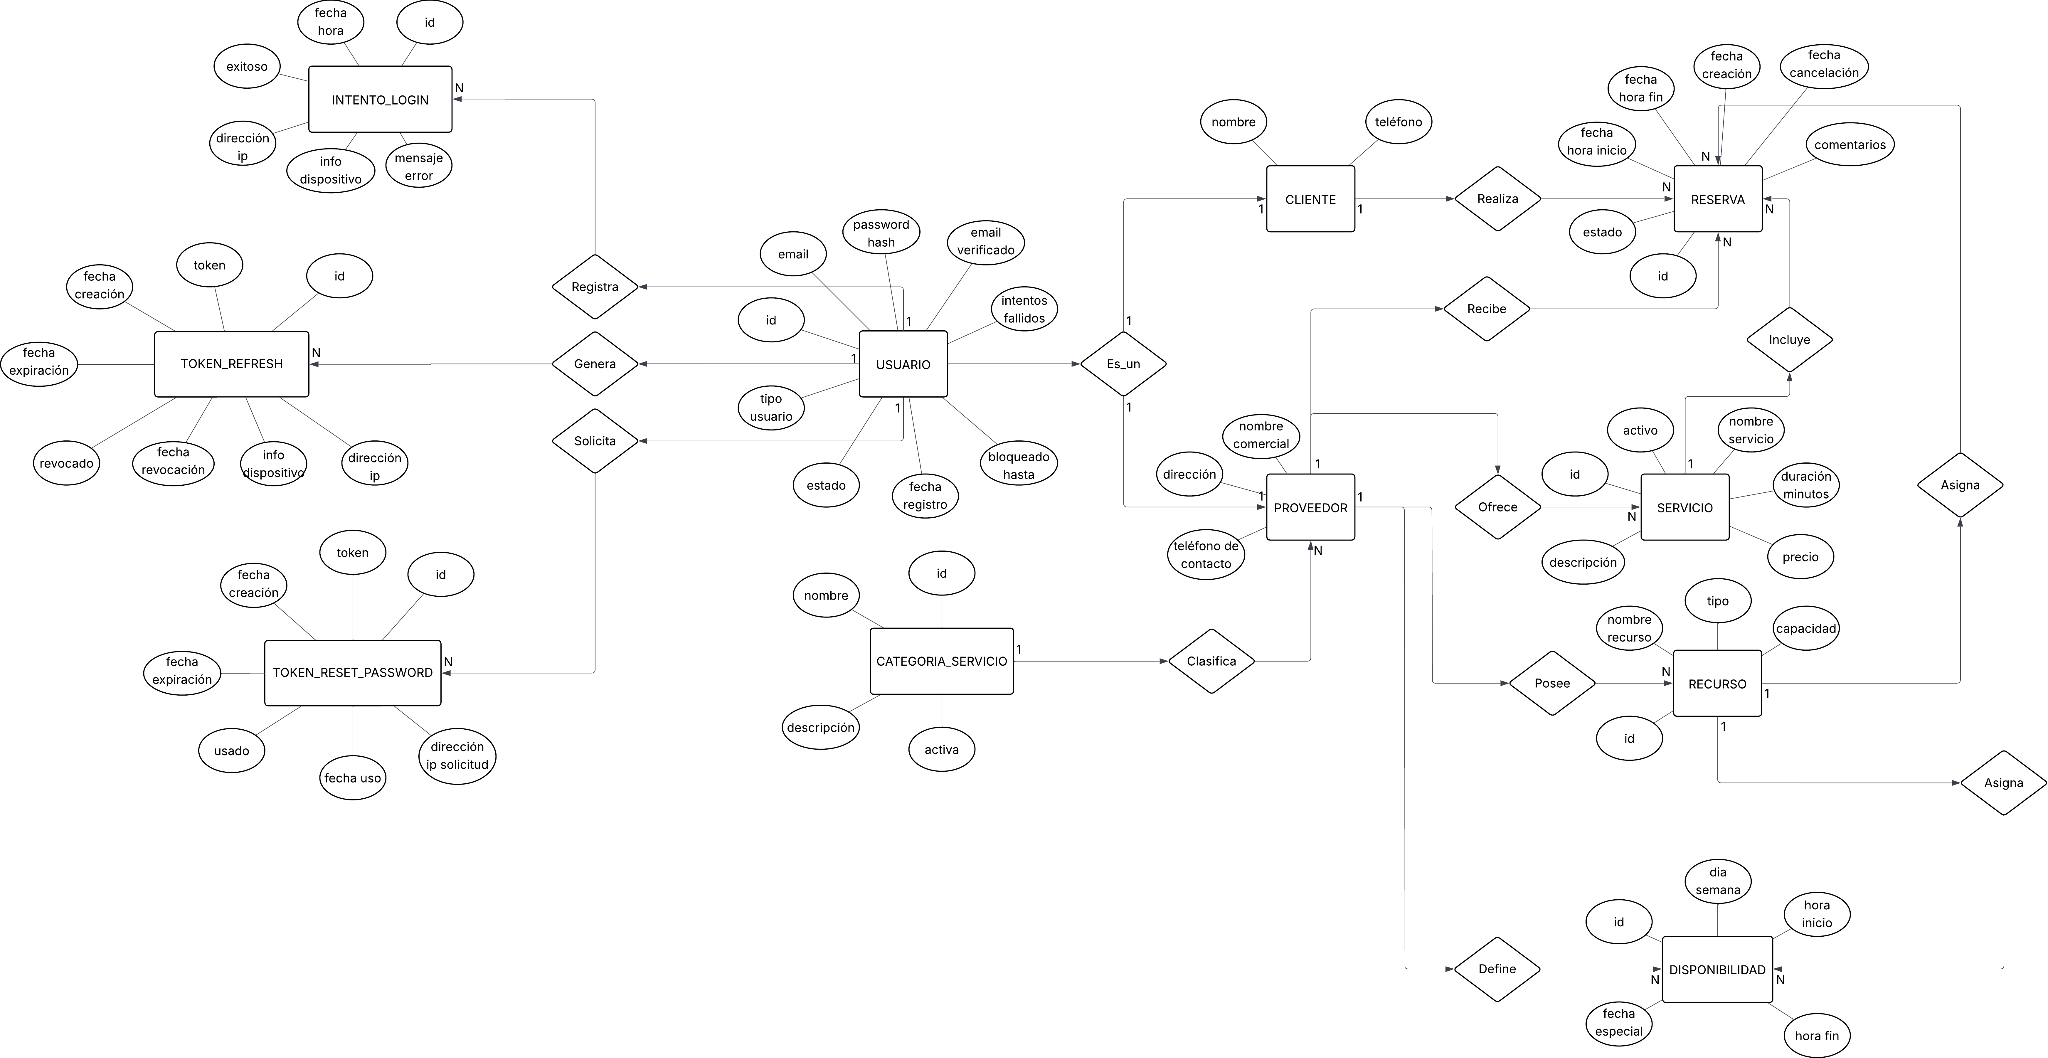 fecha
hora
id
exitoso
INTENTO_LOGIN
N
dirección
ip
info
dispositivo
mensaje
error
token
fecha
creación
id
fecha
expiración
TOKEN_REFRESH
N
revocado
fecha
revocación
info
dispositivo
dirección
ip
token
fecha
creación
id
fecha
expiración
TOKEN_RESET_PASSWORD
N
usado
fecha uso
dirección
ip solicitud
Registra
Genera
Solicita
email
password
hash
email
verificado
id
intentos
fallidos
1
1
USUARIO
tipo
usuario
1
estado
fecha
registro
bloqueado
hasta
Es_un
1
1
id
nombre
CATEGORIA_SERVICIO
1
descripción
activa
Clasifica
nombre
teléfono
CLIENTE
1
1
Realiza
Recibe
nombre
comercial
dirección
1
1
1
PROVEEDOR
teléfono de
contacto
N
Ofrece
fecha
hora fin
fecha
creación
fecha
cancelación
fecha
hora inicio
comentarios
N
N
RESERVA
N
estado
N
id
Incluye
activo
nombre
servicio
1
id
duración
minutos
SERVICIO
N
descripción
precio
Asigna
tipo
nombre
recurso
capacidad
N
RECURSO
1
Posee
id
1
Asigna
dia
semana
id
hora
inicio
Define
DISPONIBILIDAD
N
N
fecha
especial
hora fin